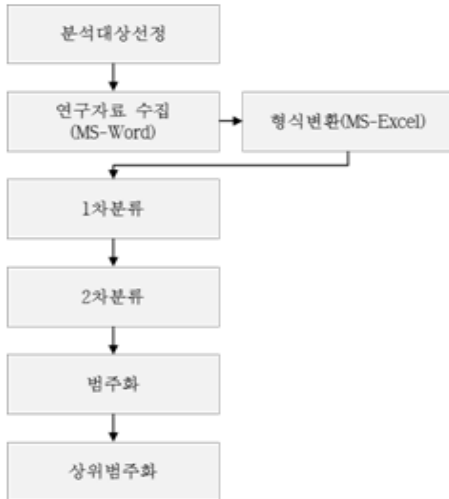 분석대상선정
연구자료 수집
(MS-Word)
형식변환(MS-Excel)
1차분류
2차분류
범주화
상위범주화